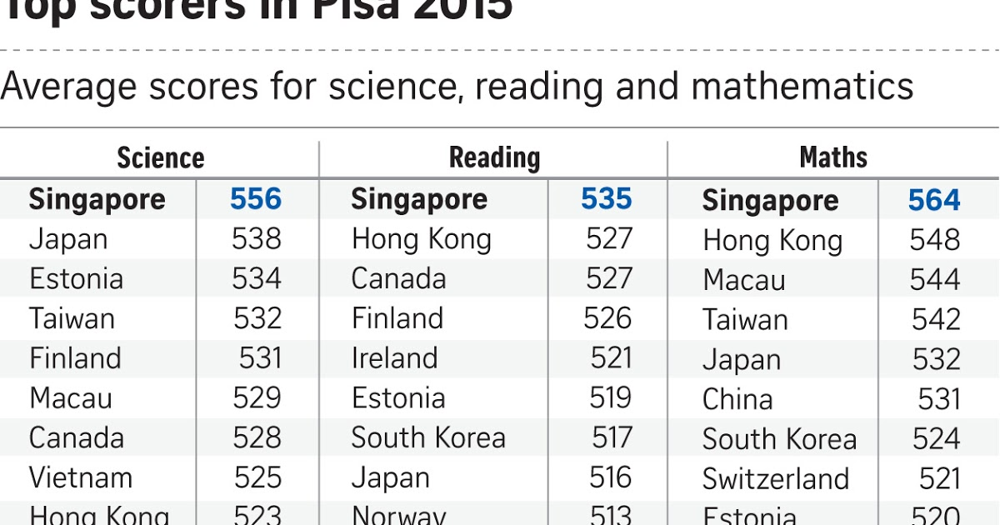 Top scorers in Pisa 2015
Average scores for science, reading and mathematics
Science Reading Maths
Singapore 556 Singapore 535 Singapore 564
Japan 538 Hong Kong 527 Hong Kong 548
Estonia 534 Canada 527 Macau 544
Taiwan 532 Finland 526 Taiwan 542
Finland 531 Ireland 521 Japan 532
Macau 529 Estonia 519 China 531
Canada 528 South Korea 517 South Korea 524
Vietnam 525 Japan 516 Switzerland 521
Hong Kong 523 Norway 513 Estonia 520